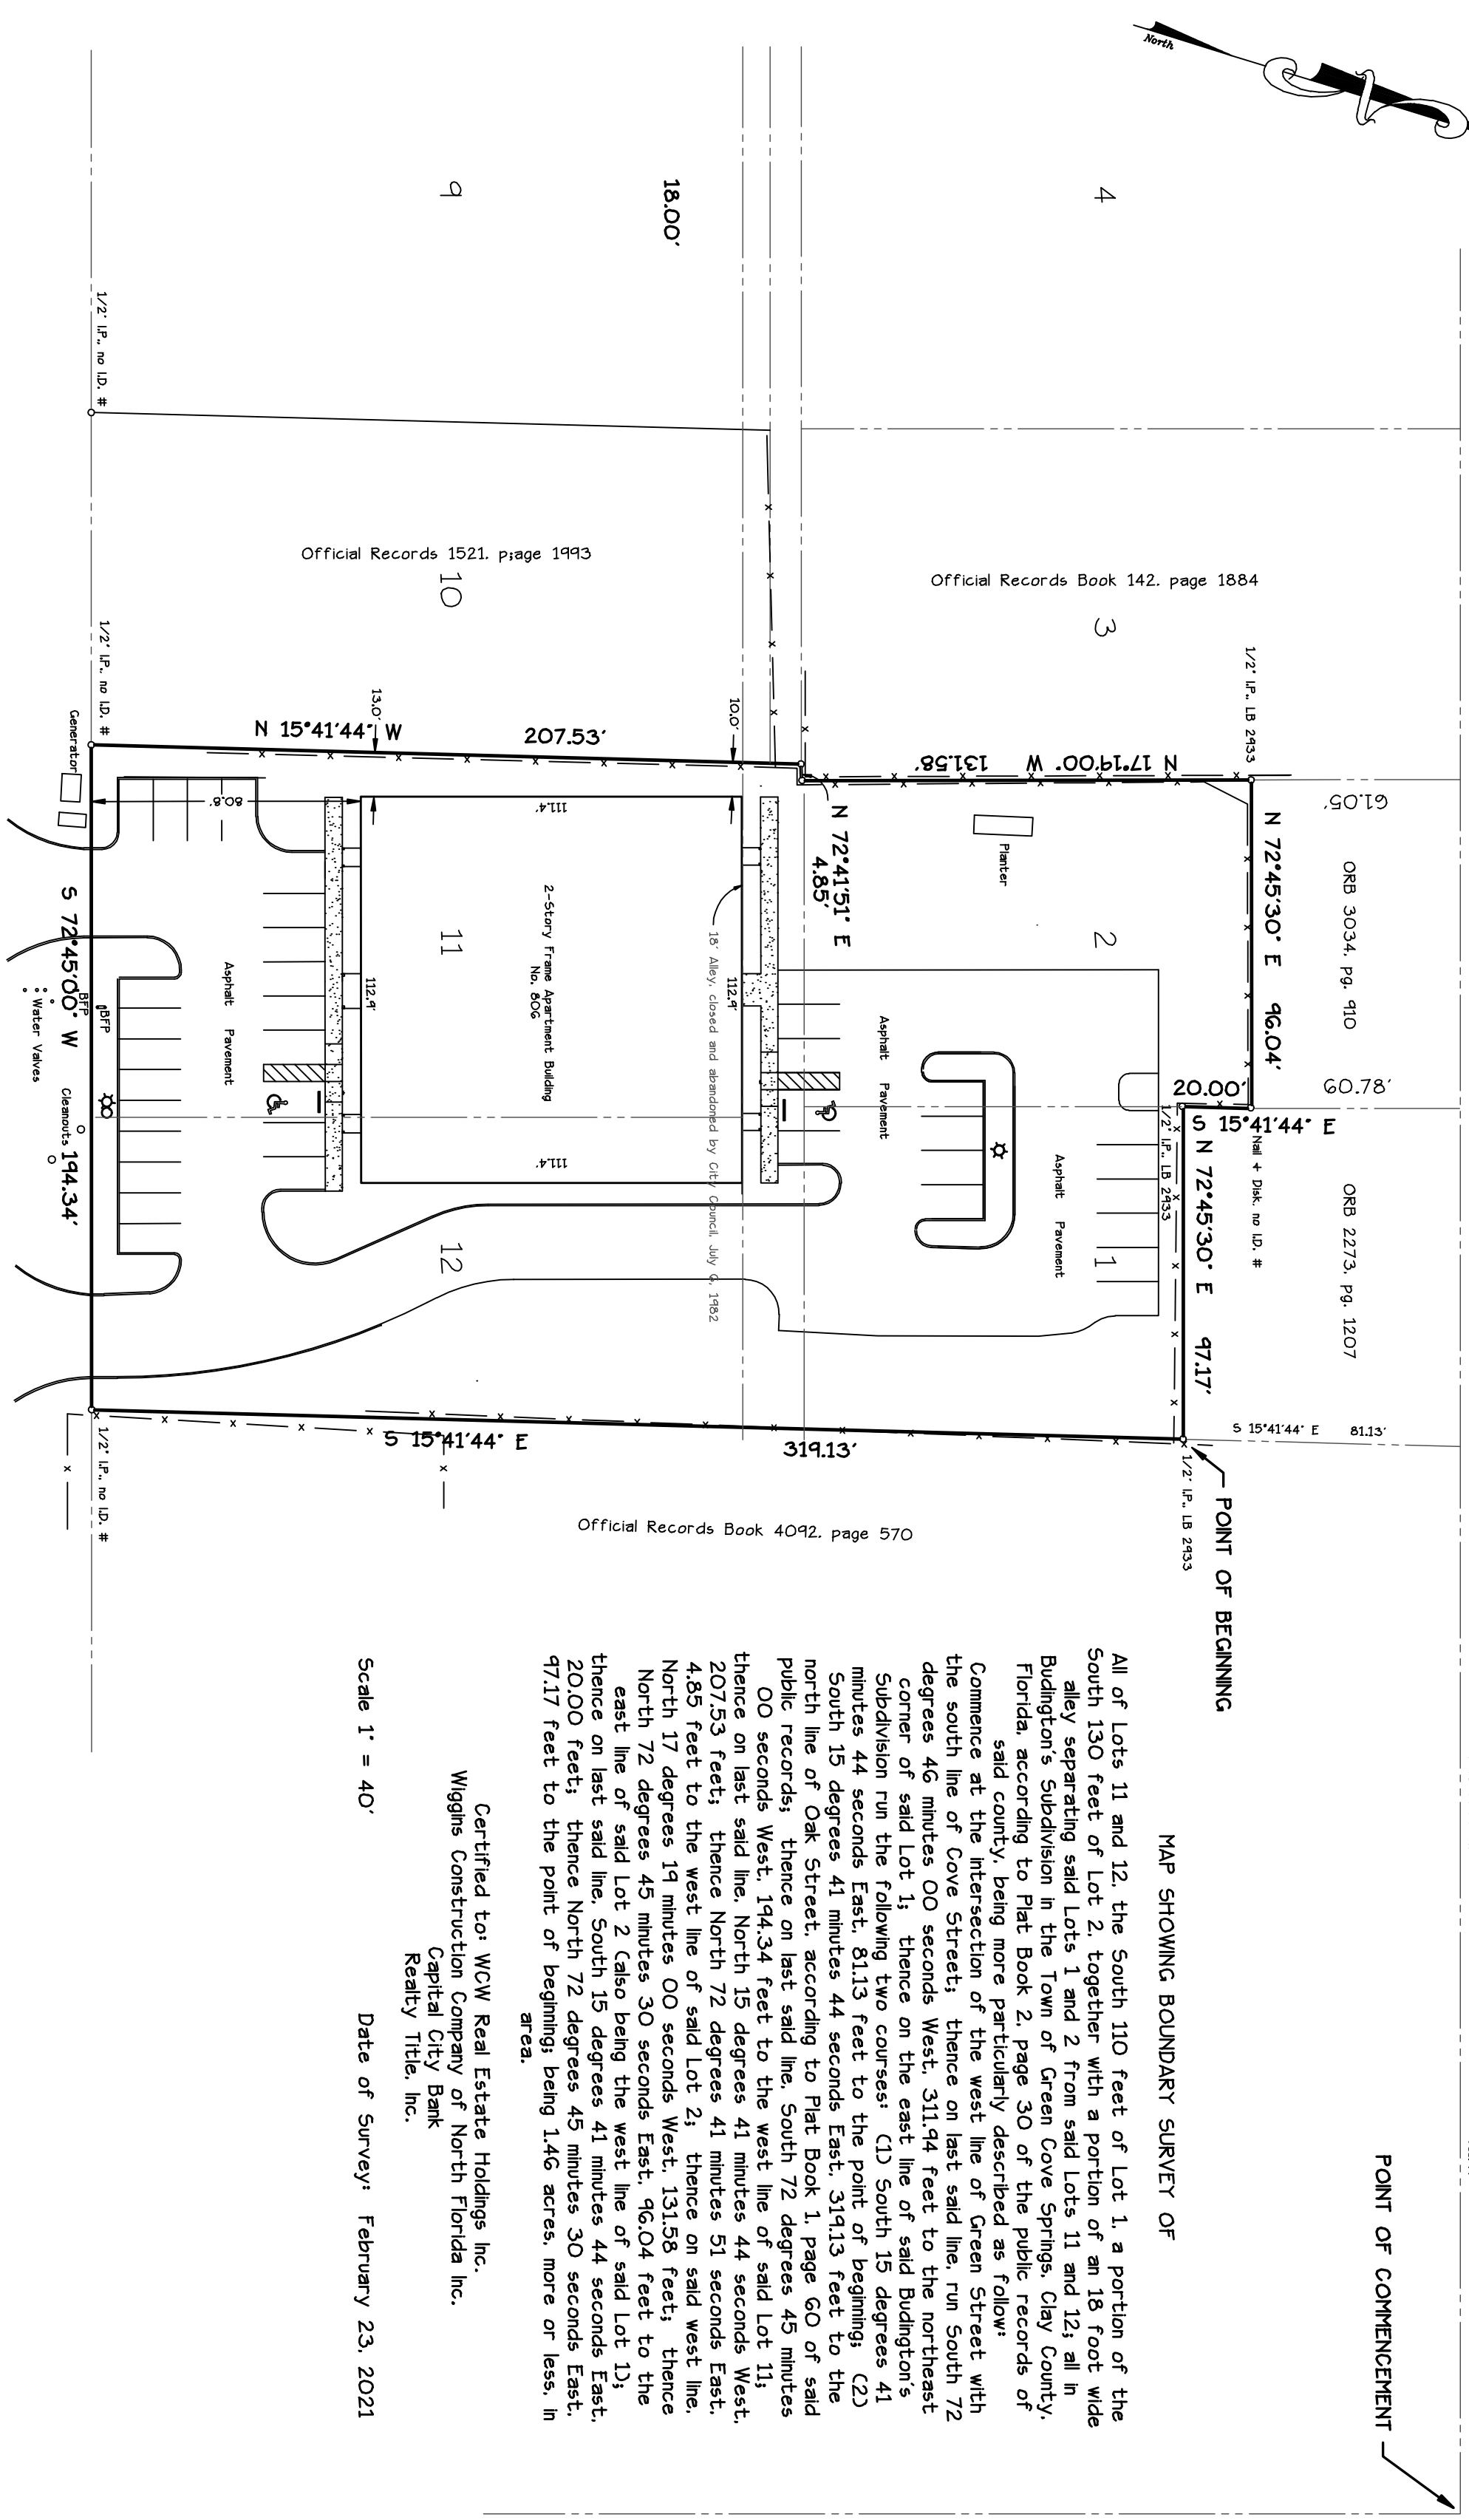 North
4
9
18.00'
1/2" I.P., no I.D. #
Official Records 1521, p;age 1993
10
Official Records Book 142, page 1884
3
1/2" I.P., LB 2933
1/2" I.P., no I.D. #
Generator
N 15°41'44" W 207.53'
13.0'
10.0'
N 17°19'00" W 131.58'
61.05'
N 72°45'30" E 96.04'
ORB 3034, pg. 910
N 72°41'51" E
4.85'
Planter
80.8'
111.4'
2-Story Frame Apartment Building
No. 806
11
2
112.9'
112.9'
18' Alley, closed and abandoned by City Council, July 6, 1982
Asphalt Pavement
Asphalt Pavement
Asphalt Pavement
S 72°45'00" W 194.34'
BFP
BFP
Water Valves
Cleanouts
111.4'
12
1
20.00'
60.78'
S 15°41'44" E
1/2" I.P., LB 2933
Nail + Disk, no I.D. #
N 72°45'30" E 97.17'
ORB 2273, pg. 1207
S 15°41'44" E 81.13'
S 15°41'44" E 319.13'
1/2" I.P., no I.D. #
1/2" I.P., LB 2933
Official Records Book 4092, page 570
POINT OF BEGINNING
POINT OF COMMENCEMENT
MAP SHOWING BOUNDARY SURVEY OF
All of Lots 11 and 12, the South 110 feet of Lot 1, a portion of the
South 130 feet of Lot 2, together with a portion of an 18 foot wide
alley separating said Lots 1 and 2 from said Lots 11 and 12; all in
Budington's Subdivision in the Town of Green Cove Springs, Clay County,
Florida, according to Plat Book 2, page 30 of the public records of
said county, being more particularly described as follow:
Commence at the intersection of the west line of Green Street with
the south line of Cove Street; thence on last said line, run South 72
degrees 46 minutes 00 seconds West, 311.94 feet to the northeast
corner of said Lot 1; thence on the east line of said Budington's
Subdivision run the following two courses: (1) South 15 degrees 41
minutes 44 seconds East, 81.13 feet to the point of beginning; (2)
South 15 degrees 41 minutes 44 seconds East, 319.13 feet to the
north line of Oak Street, according to Plat Book 1, page 60 of said
public records; thence on last said line, South 72 degrees 45 minutes
00 seconds West, 194.34 feet to the west line of said Lot 11;
thence on last said line, North 15 degrees 41 minutes 44 seconds West,
207.53 feet; thence North 72 degrees 41 minutes 51 seconds East,
4.85 feet to the west line of said Lot 2; thence on said west line,
North 17 degrees 19 minutes 00 seconds West, 131.58 feet; thence
North 72 degrees 45 minutes 30 seconds East, 96.04 feet to the
east line of said Lot 2 (also being the west line of said Lot 1);
thence on last said line, South 15 degrees 41 minutes 44 seconds East,
20.00 feet; thence North 72 degrees 45 minutes 30 seconds East,
97.17 feet to the point of beginning; being 1.46 acres, more or less, in
area.
Certified to: WCW Real Estate Holdings Inc.
Wiggins Construction Company of North Florida Inc.
Capital City Bank
Realty Title, Inc.
Scale 1" = 40' Date of Survey: February 23, 2021